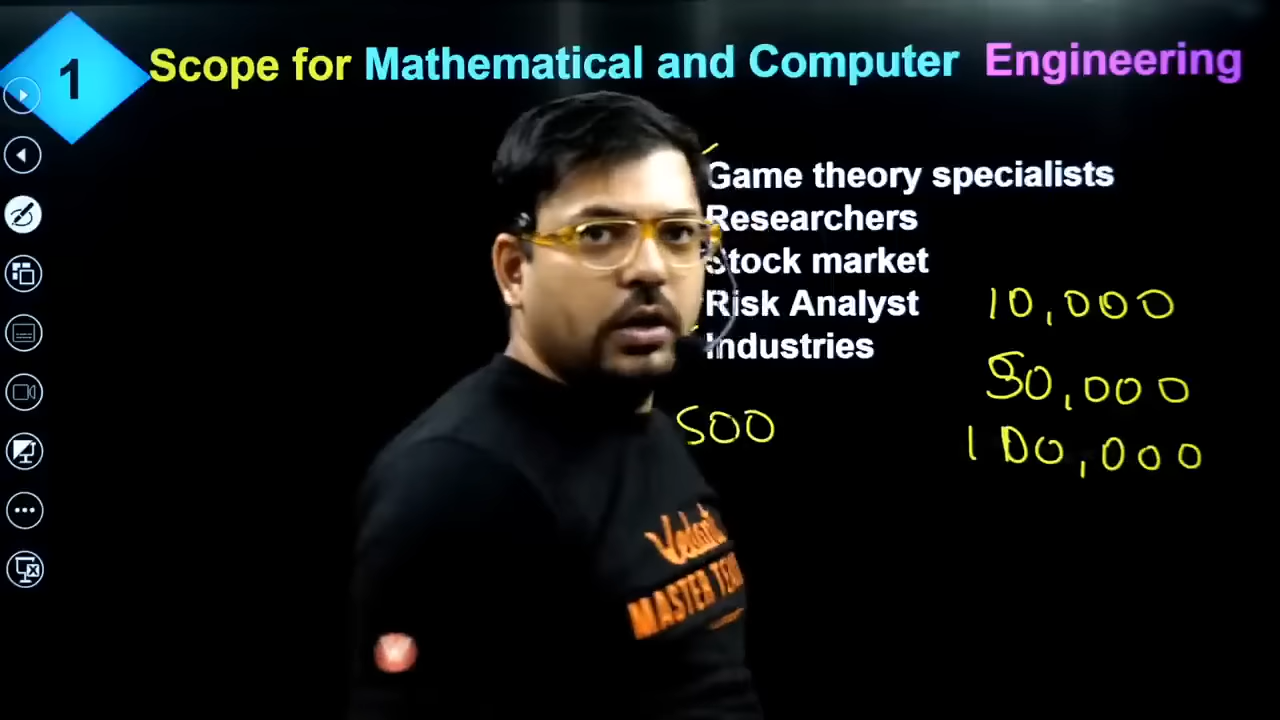 1
Scope for Mathematical and Computer Engineering
Game theory specialists
Researchers
Stock market
Risk Analyst
Industries
10,000
50,000
100,000
500
Vedantu
MASTER